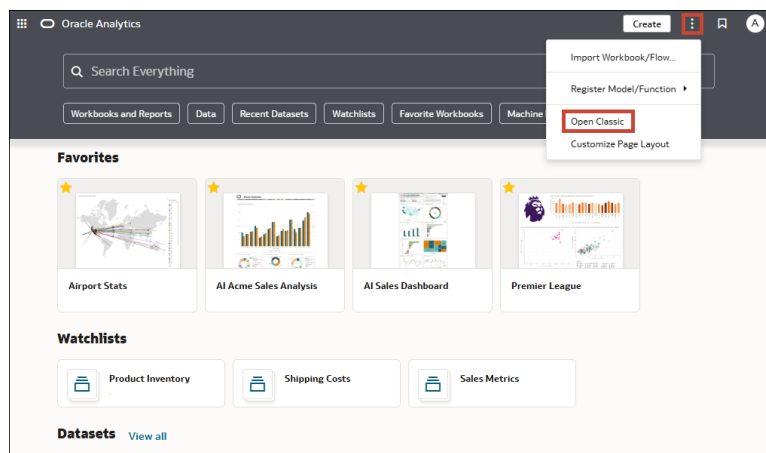 Oracle Analytics
Create
A
Search Everything
Import Workbook/Flow...
Register Model/Function
Open Classic
Customize Page Layout
Workbooks and Reports
Data
Recent Datasets
Watchlists
Favorite Workbooks
Machine
Favorites
Airport Stats
AI Acme Sales Analysis
AI Sales Dashboard
Premier League
Watchlists
Product Inventory
Shipping Costs
Sales Metrics
Datasets View all